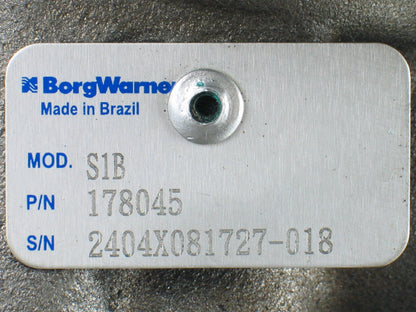 BorgWarner
Made in Brazil
MOD. S1B
P/N 178045
S/N 2404X081727-018